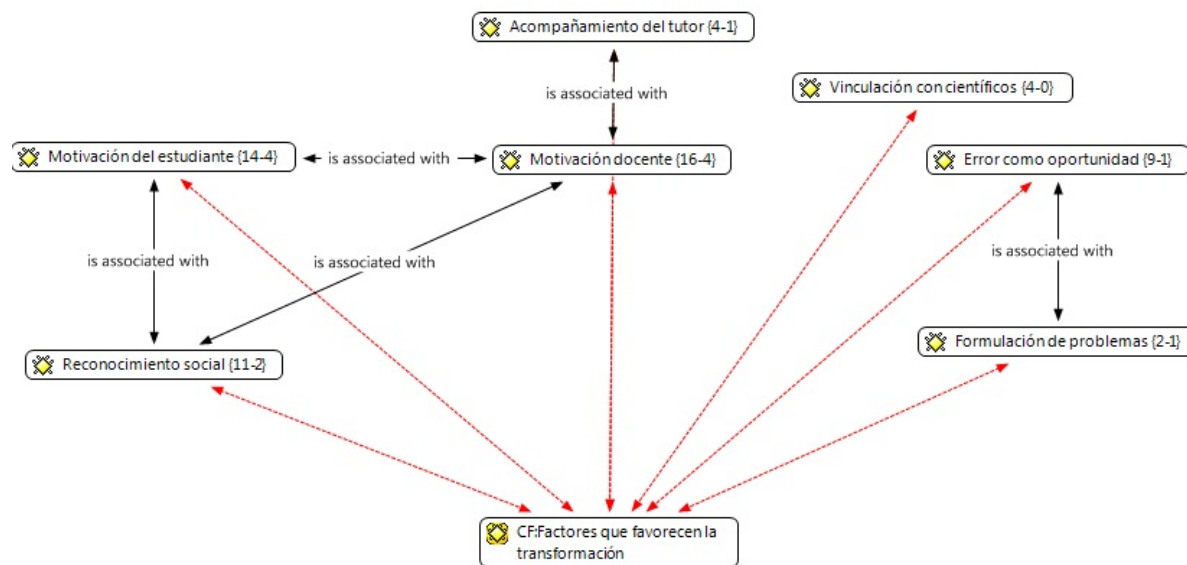 Acompañamiento del tutor {4-1}
is associated with
Vinculación con científicos {4-0}
Motivación del estudiante {14-4}
is associated with
Motivación docente {16-4}
Error como oportunidad {9-1}
is associated with
is associated with
is associated with
Reconocimiento social {11-2}
Formulación de problemas {2-1}
CF:Factores que favorecen la
transformación